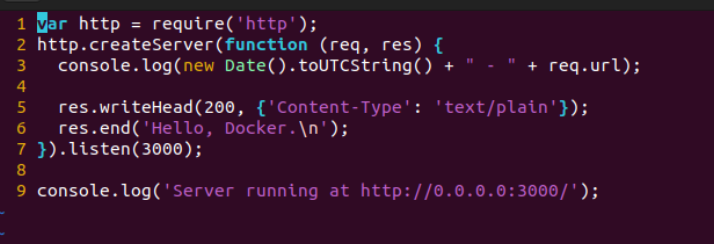 1 var http = require('http');
2 http.createServer(function (req, res) {
3   console.log(new Date().toUTCString() + " - " + req.url);
4
5   res.writeHead(200, {'Content-Type': 'text/plain'});
6   res.end('Hello, Docker.\n');
7 }).listen(3000);
8
9 console.log('Server running at http://0.0.0.0:3000/');
~
~